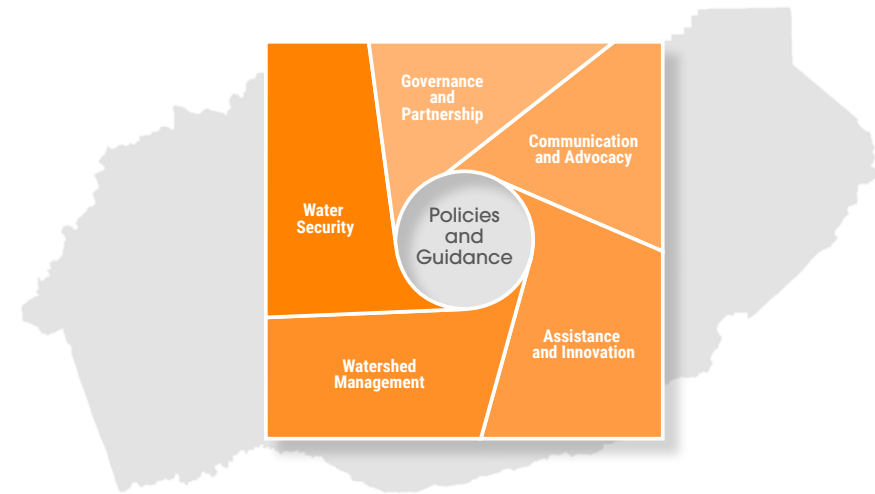 Governance
and
Partnership
Communication
and Advocacy
Water
Security
Policies
and
Guidance
Assistance
and Innovation
Watershed
Management